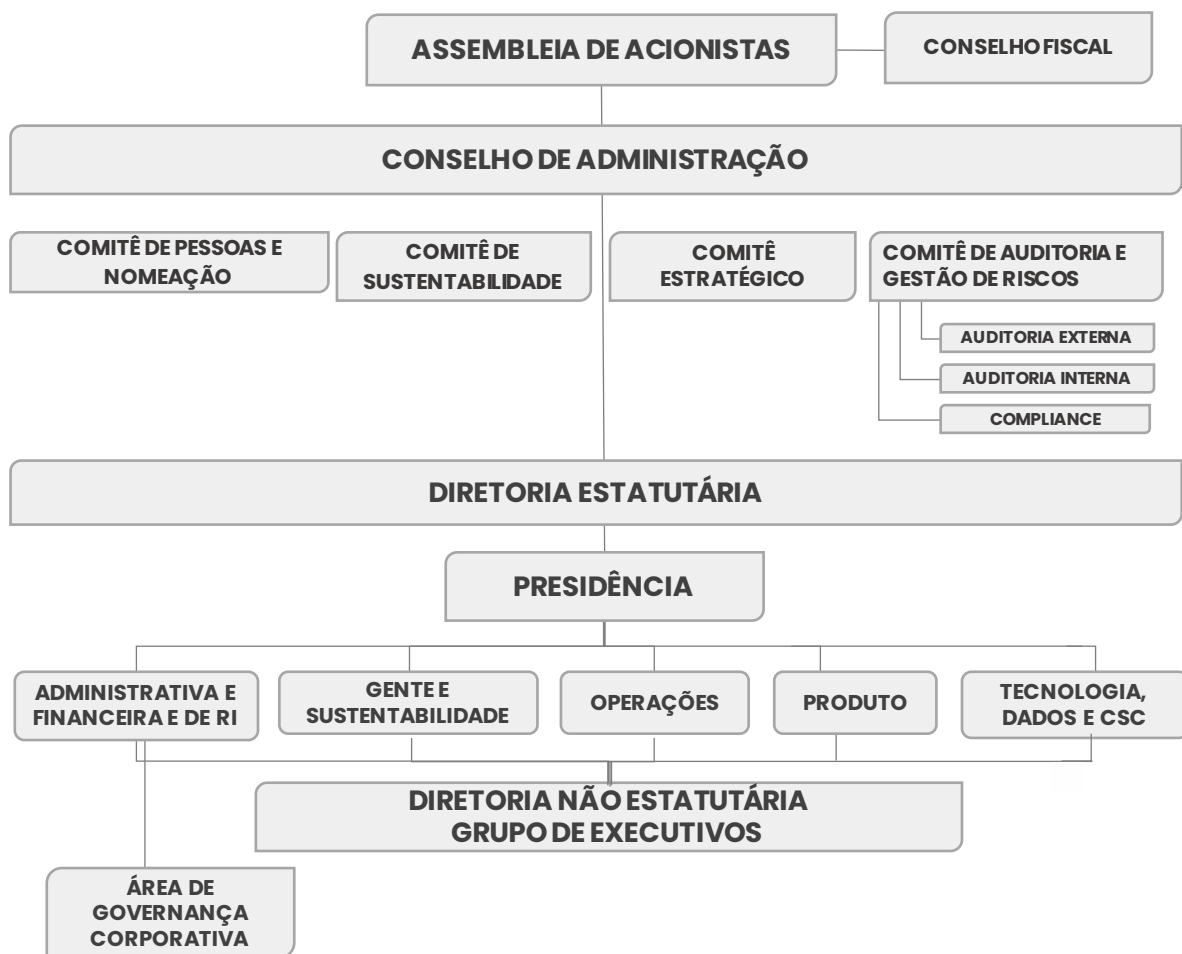 ASSEMBLEIA DE ACIONISTAS
CONSELHO FISCAL
CONSELHO DE ADMINISTRAÇÃO
COMITÊ DE PESSOAS E
NOMEAÇÃO
COMITÊ DE
SUSTENTABILIDADE
COMITÊ
ESTRATÉGICO
COMITÊ DE AUDITORIA E
GESTÃO DE RISCOS
AUDITORIA EXTERNA
AUDITORIA INTERNA
COMPLIANCE
DIRETORIA ESTATUTÁRIA
PRESIDÊNCIA
ADMINISTRATIVA E
FINANCEIRA E DE RI
GENTE E
SUSTENTABILIDADE
OPERAÇÕES
PRODUTO
TECNOLOGIA,
DADOS E CSC
DIRETORIA NÃO ESTATUTÁRIA
GRUPO DE EXECUTIVOS
ÁREA DE
GOVERNANÇA
CORPORATIVA